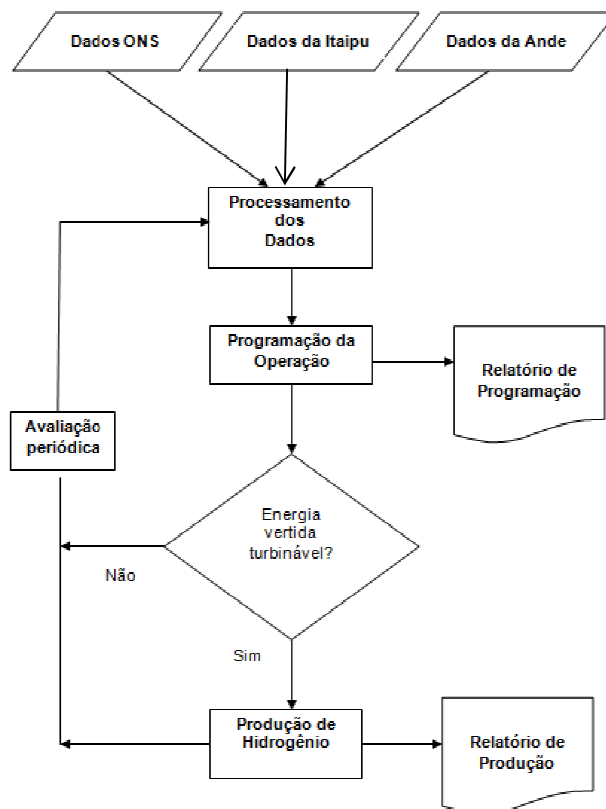 Dados ONS
Dados da Itaipu
Dados da Ande
Processamento
dos
Dados
Programação da
Operação
Relatório de
Programação
Avaliação
periódica
Energia
vertida
turbinável?
Não
Sim
Produção de
Hidrogênio
Relatório de
Produção